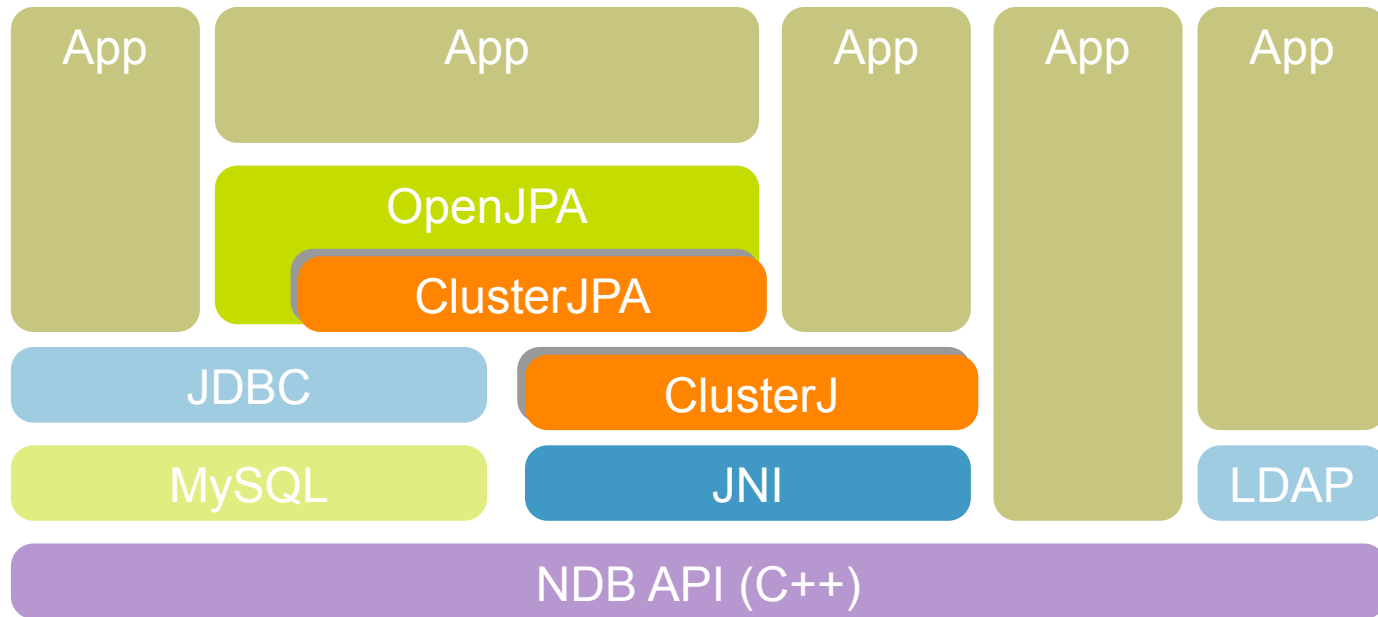 App
App
App
App
App
OpenJPA
ClusterJPA
JDBC
ClusterJ
MySQL
JNI
LDAP
NDB API (C++)